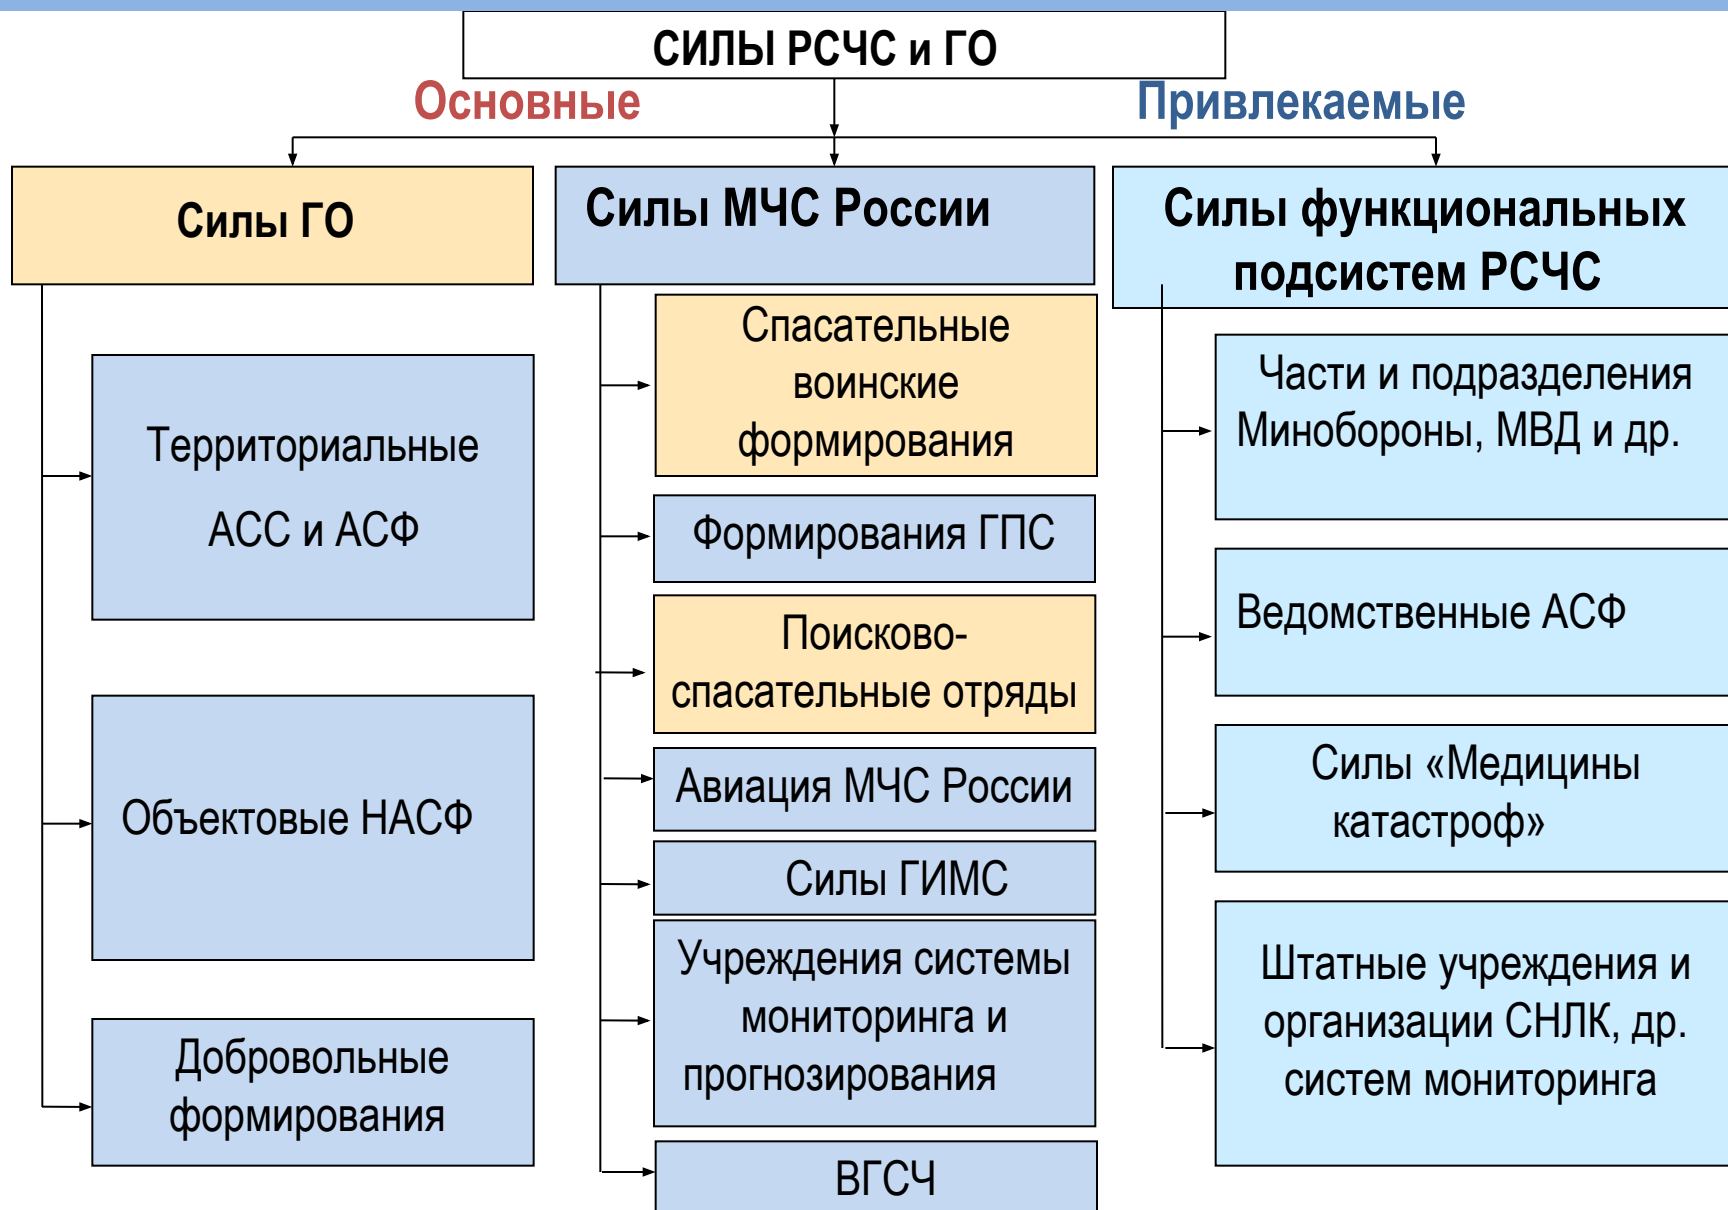 СИЛЫ РСЧС и ГО
Основные
Привлекаемые
Силы ГО
Территориальные
АСС и АСФ
Объектовые НАСФ
Добровольные
формирования
Силы МЧС России
Спасательные
воинские
формирования
Формирования ГПС
Поисково-
спасательные отряды
Авиация МЧС России
Силы ГИМС
Учреждения системы
мониторинга и
прогнозирования
ВГСЧ
Силы функциональных
подсистем РСЧС
Части и подразделения
Минобороны, МВД и др.
Ведомственные АСФ
Силы «Медицины
катастроф»
Штатные учреждения и
организации СНЛК, др.
систем мониторинга